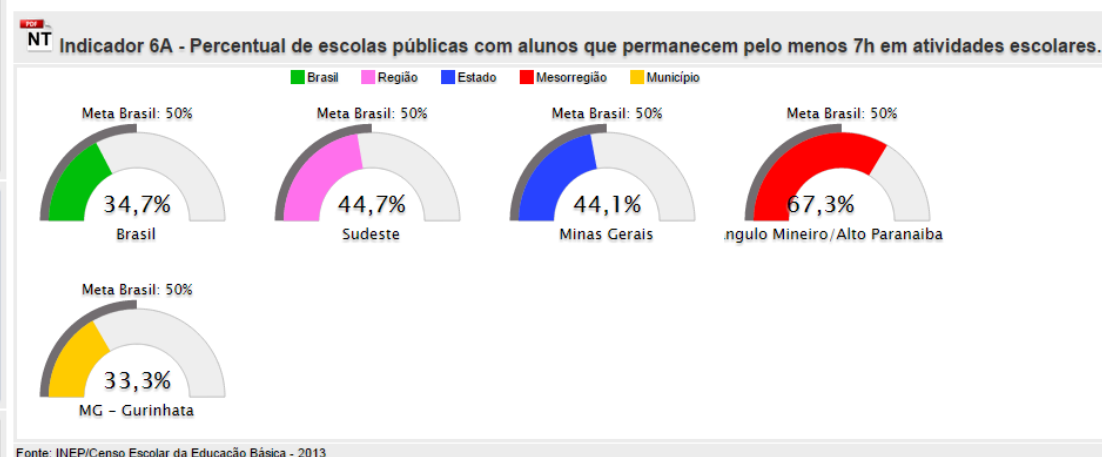 PDF
NT Indicador 6A - Percentual de escolas públicas com alunos que permanecem pelo menos 7h em atividades escolares.
Brasil Região Estado Mesorregião Município
Meta Brasil: 50% Meta Brasil: 50% Meta Brasil: 50% Meta Brasil: 50%
34,7% 44,7% 44,1% 67,3%
Brasil Sudeste Minas Gerais ngulo Mineiro/Alto Paranaiba
Meta Brasil: 50%
33,3%
MG - Gurinhata
Fonte: INEP/Censo Escolar da Educação Básica - 2013